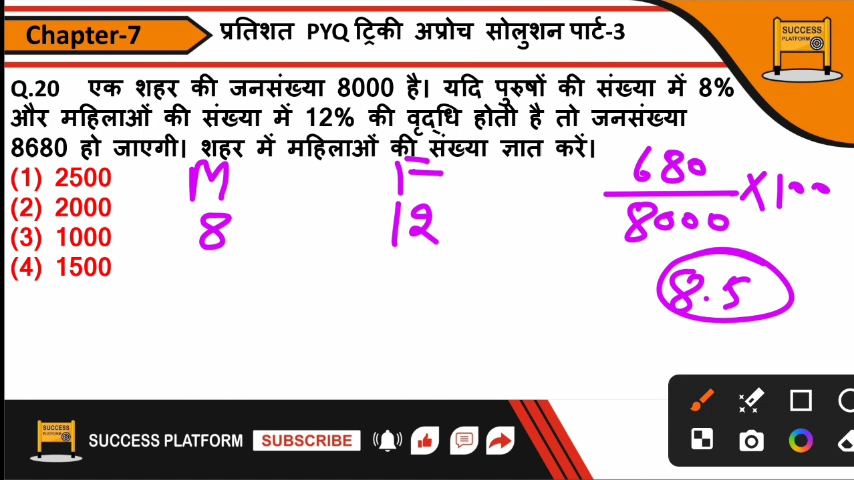 Chapter-7
प्रतिशत PYQ ट्रिकी अप्रोच सोलुशन पार्ट-3
SUCCESS
PLATFORM
Q.20 एक शहर की जनसंख्या 8000 है। यदि पुरुषों की संख्या में 8%
और महिलाओं की संख्या में 12% की वृद्धि होती है तो जनसंख्या
8680 हो जाएगी। शहर में महिलाओं की संख्या ज्ञात करें।
(1) 2500
(2) 2000
(3) 1000
(4) 1500
M F
8 12
680
8000
×100
8.5
SUCCESS
PLATFORM
SUCCESS PLATFORM
SUBSCRIBE